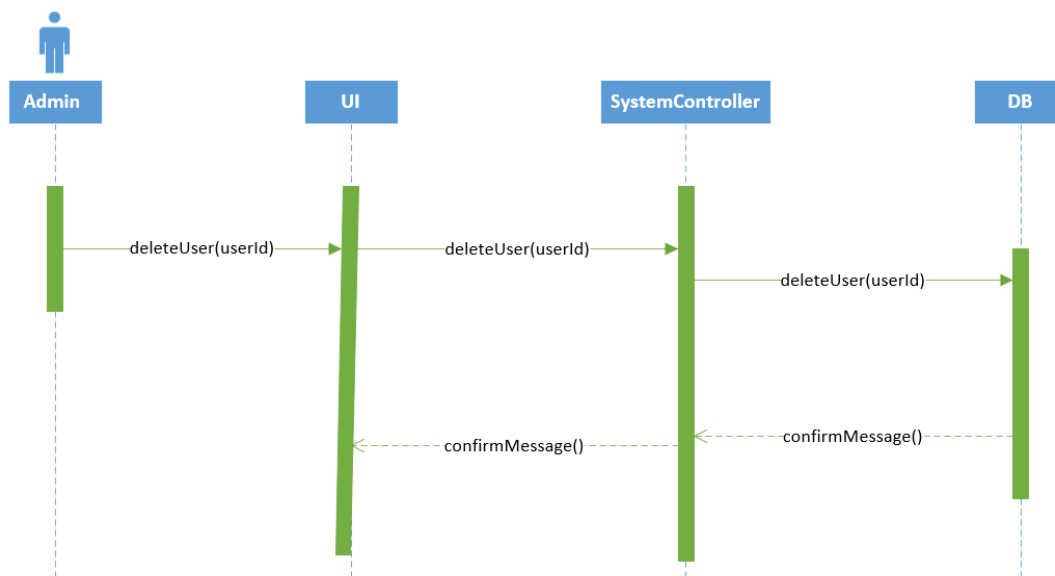 Admin
UI
SystemController
DB
deleteUser(userId)
deleteUser(userId)
deleteUser(userId)
confirmMessage()
confirmMessage()